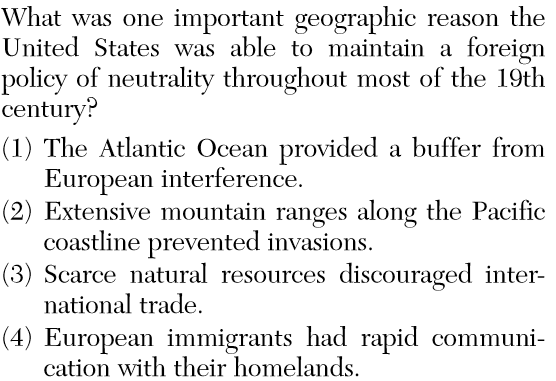 What was one important geographic reason the
United States was able to maintain a foreign
policy of neutrality throughout most of the 19th
century?
(1) The Atlantic Ocean provided a buffer from
European interference.
(2) Extensive mountain ranges along the Pacific
coastline prevented invasions.
(3) Scarce natural resources discouraged inter-
national trade.
(4) European immigrants had rapid communi-
cation with their homelands.